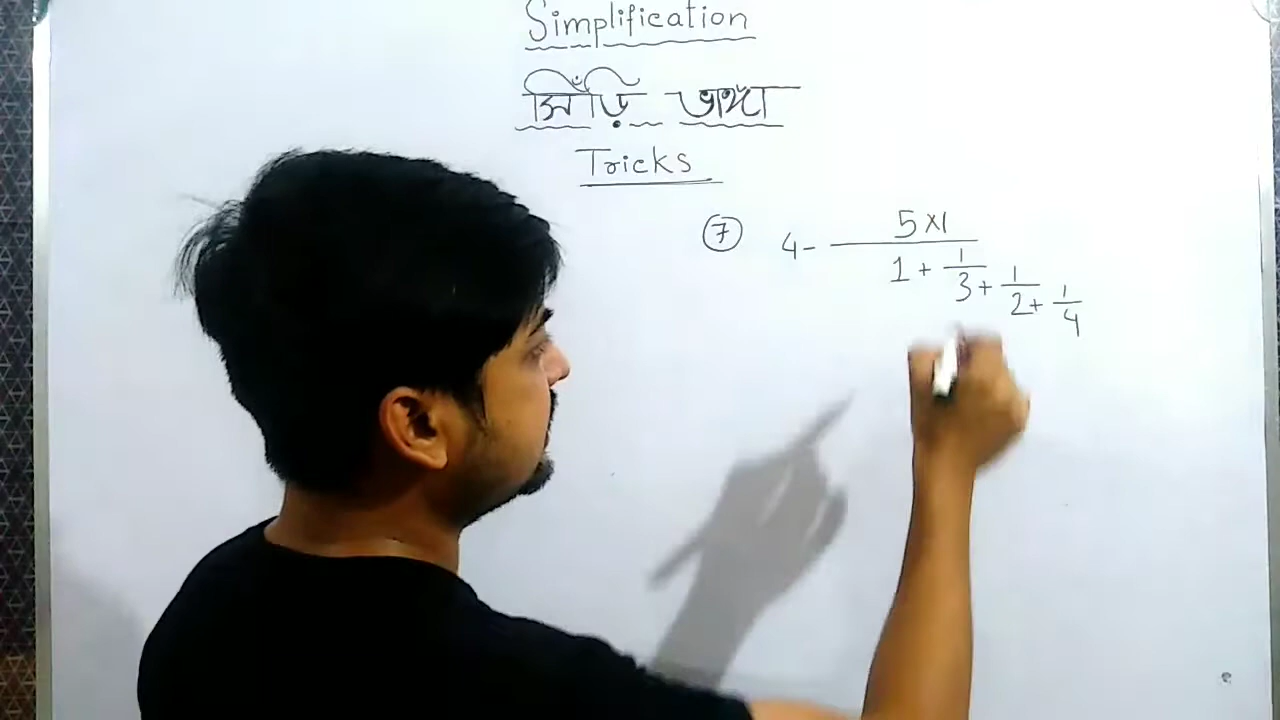 Simplification
সিঁড়ি ভাঙ্গা
Tricks
7 4- 5×1
1 + 1
3 + 1
2 + 1
4